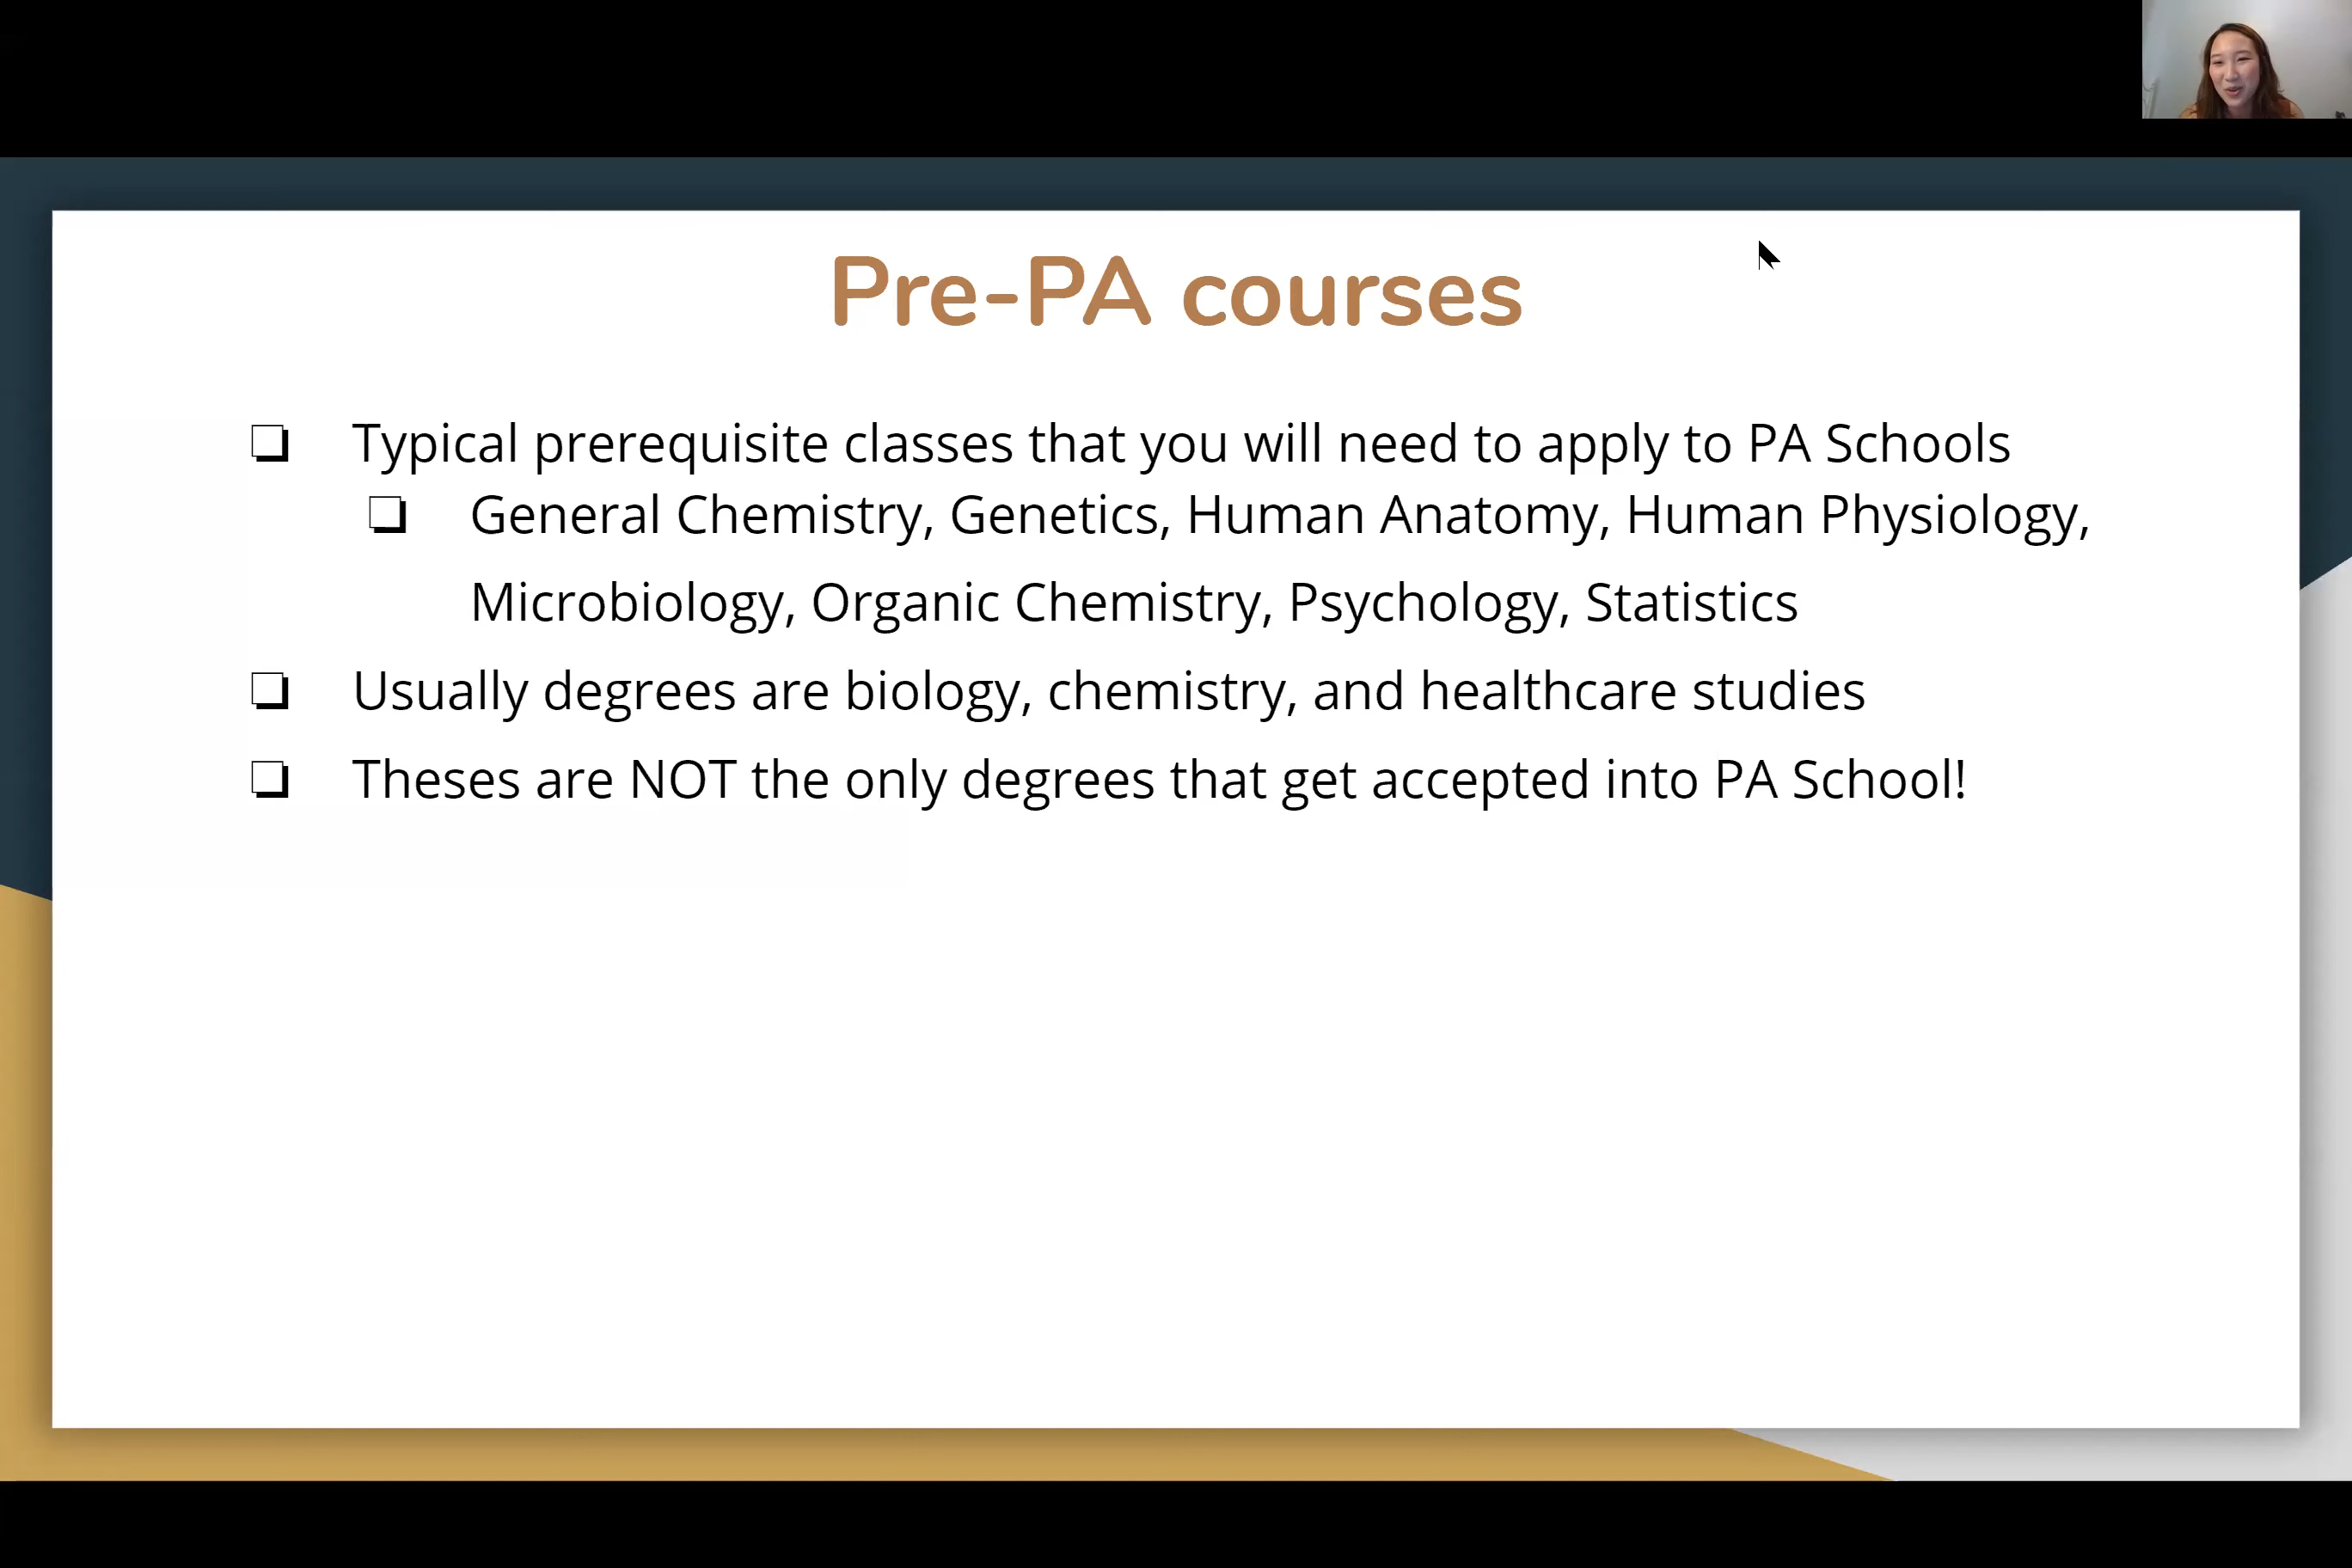 Pre-PA courses
❏ Typical prerequisite classes that you will need to apply to PA Schools
❏ General Chemistry, Genetics, Human Anatomy, Human Physiology,
Microbiology, Organic Chemistry, Psychology, Statistics
❏ Usually degrees are biology, chemistry, and healthcare studies
❏ Theses are NOT the only degrees that get accepted into PA School!